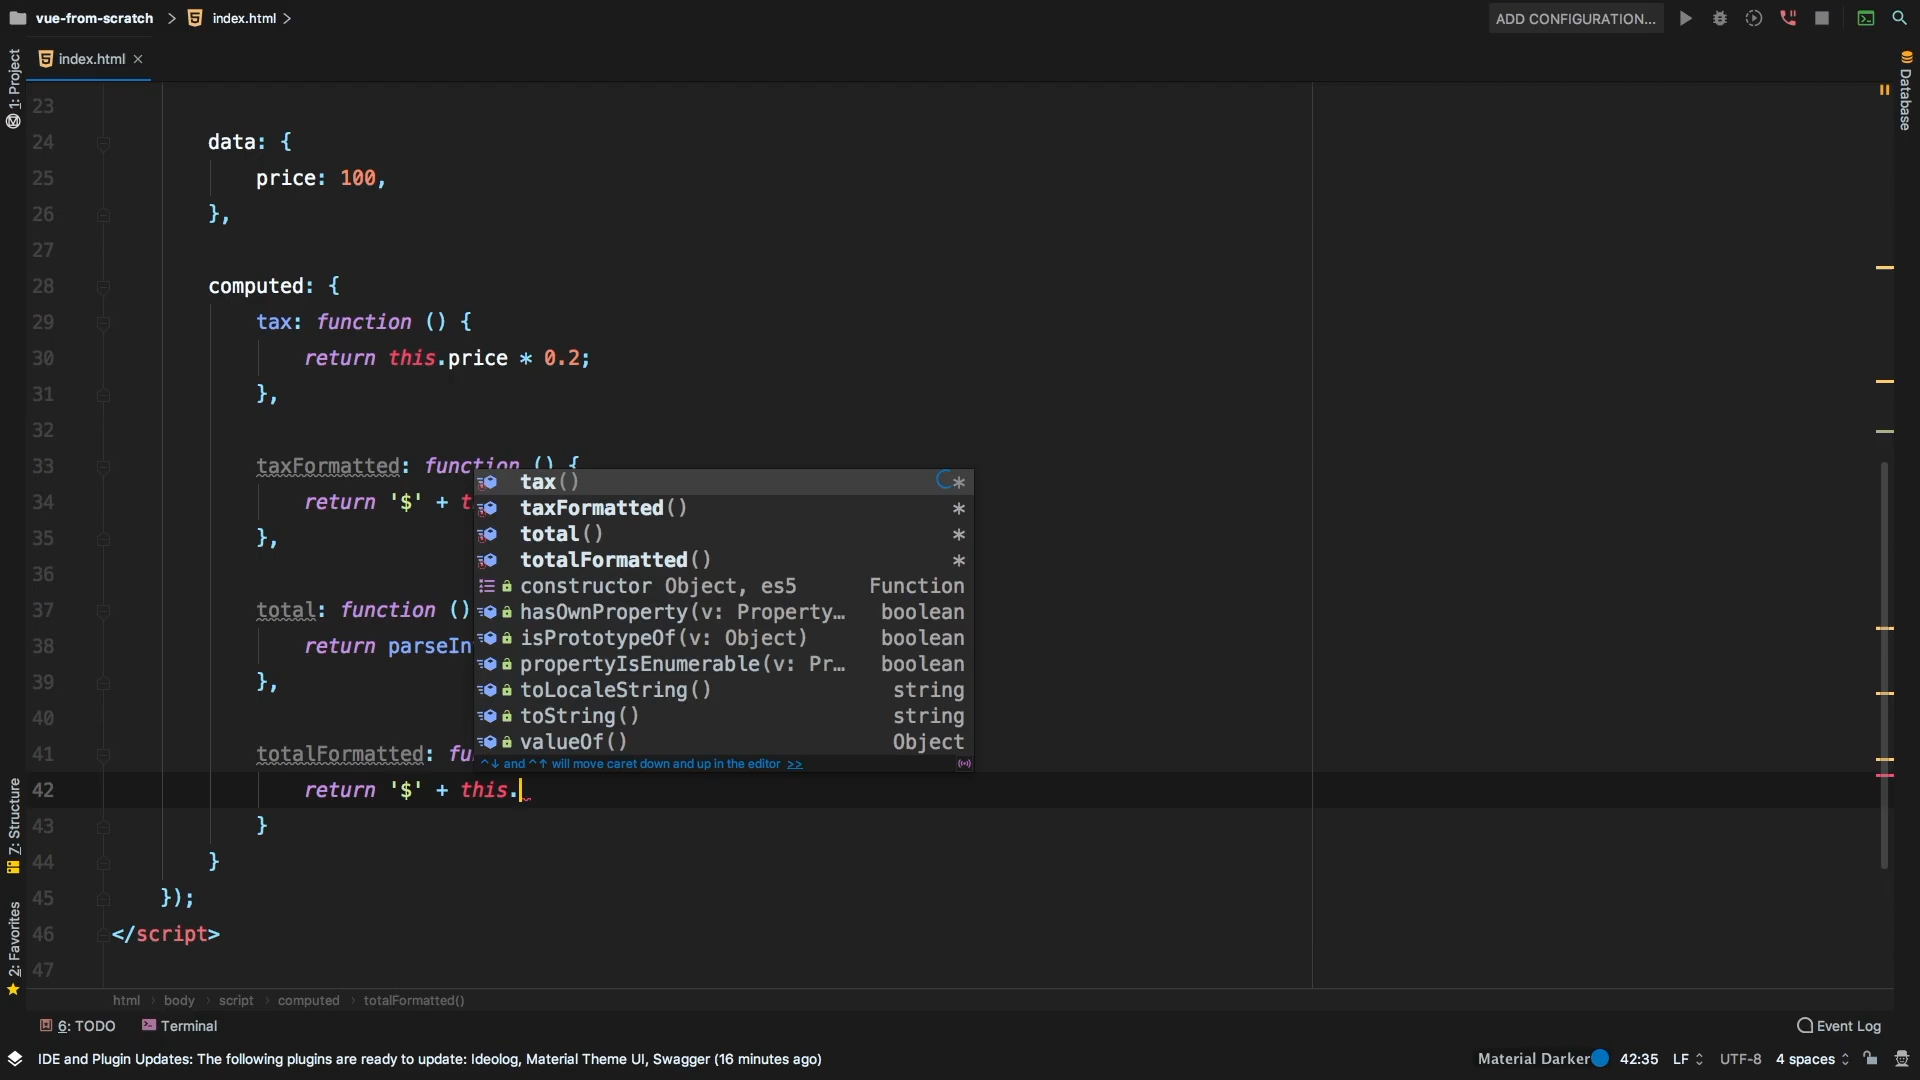 vue-from-scratch > index.html >
ADD CONFIGURATION...
index.html ×
1: Project
Database
23
24 data: {
25 price: 100,
26 },
27
28 computed: {
29 tax: function () {
30 return this.price * 0.2;
31 },
32
33 taxFormatted: function () {
34 return '$' + t
35 },
36
37 total: function ()
38 return parseIn
39 },
40
41 totalFormatted: fu
42 return '$' + this.
43 }
44 }
45 });
46 </script>
47
tax() *
taxFormatted() *
total() *
totalFormatted() *
constructor Object, es5 Function
hasOwnProperty(v: Property… boolean
isPrototypeOf(v: Object) boolean
propertyIsEnumerable(v: Pr… boolean
toLocaleString() string
toString() string
valueOf() Object
^↓ and ^↑ will move caret down and up in the editor >>
7: Structure
2: Favorites
html > body > script > computed > totalFormatted()
6: TODO Terminal
Event Log
IDE and Plugin Updates: The following plugins are ready to update: Ideolog, Material Theme UI, Swagger (16 minutes ago)
Material Darker 42:35 LF UTF-8 4 spaces